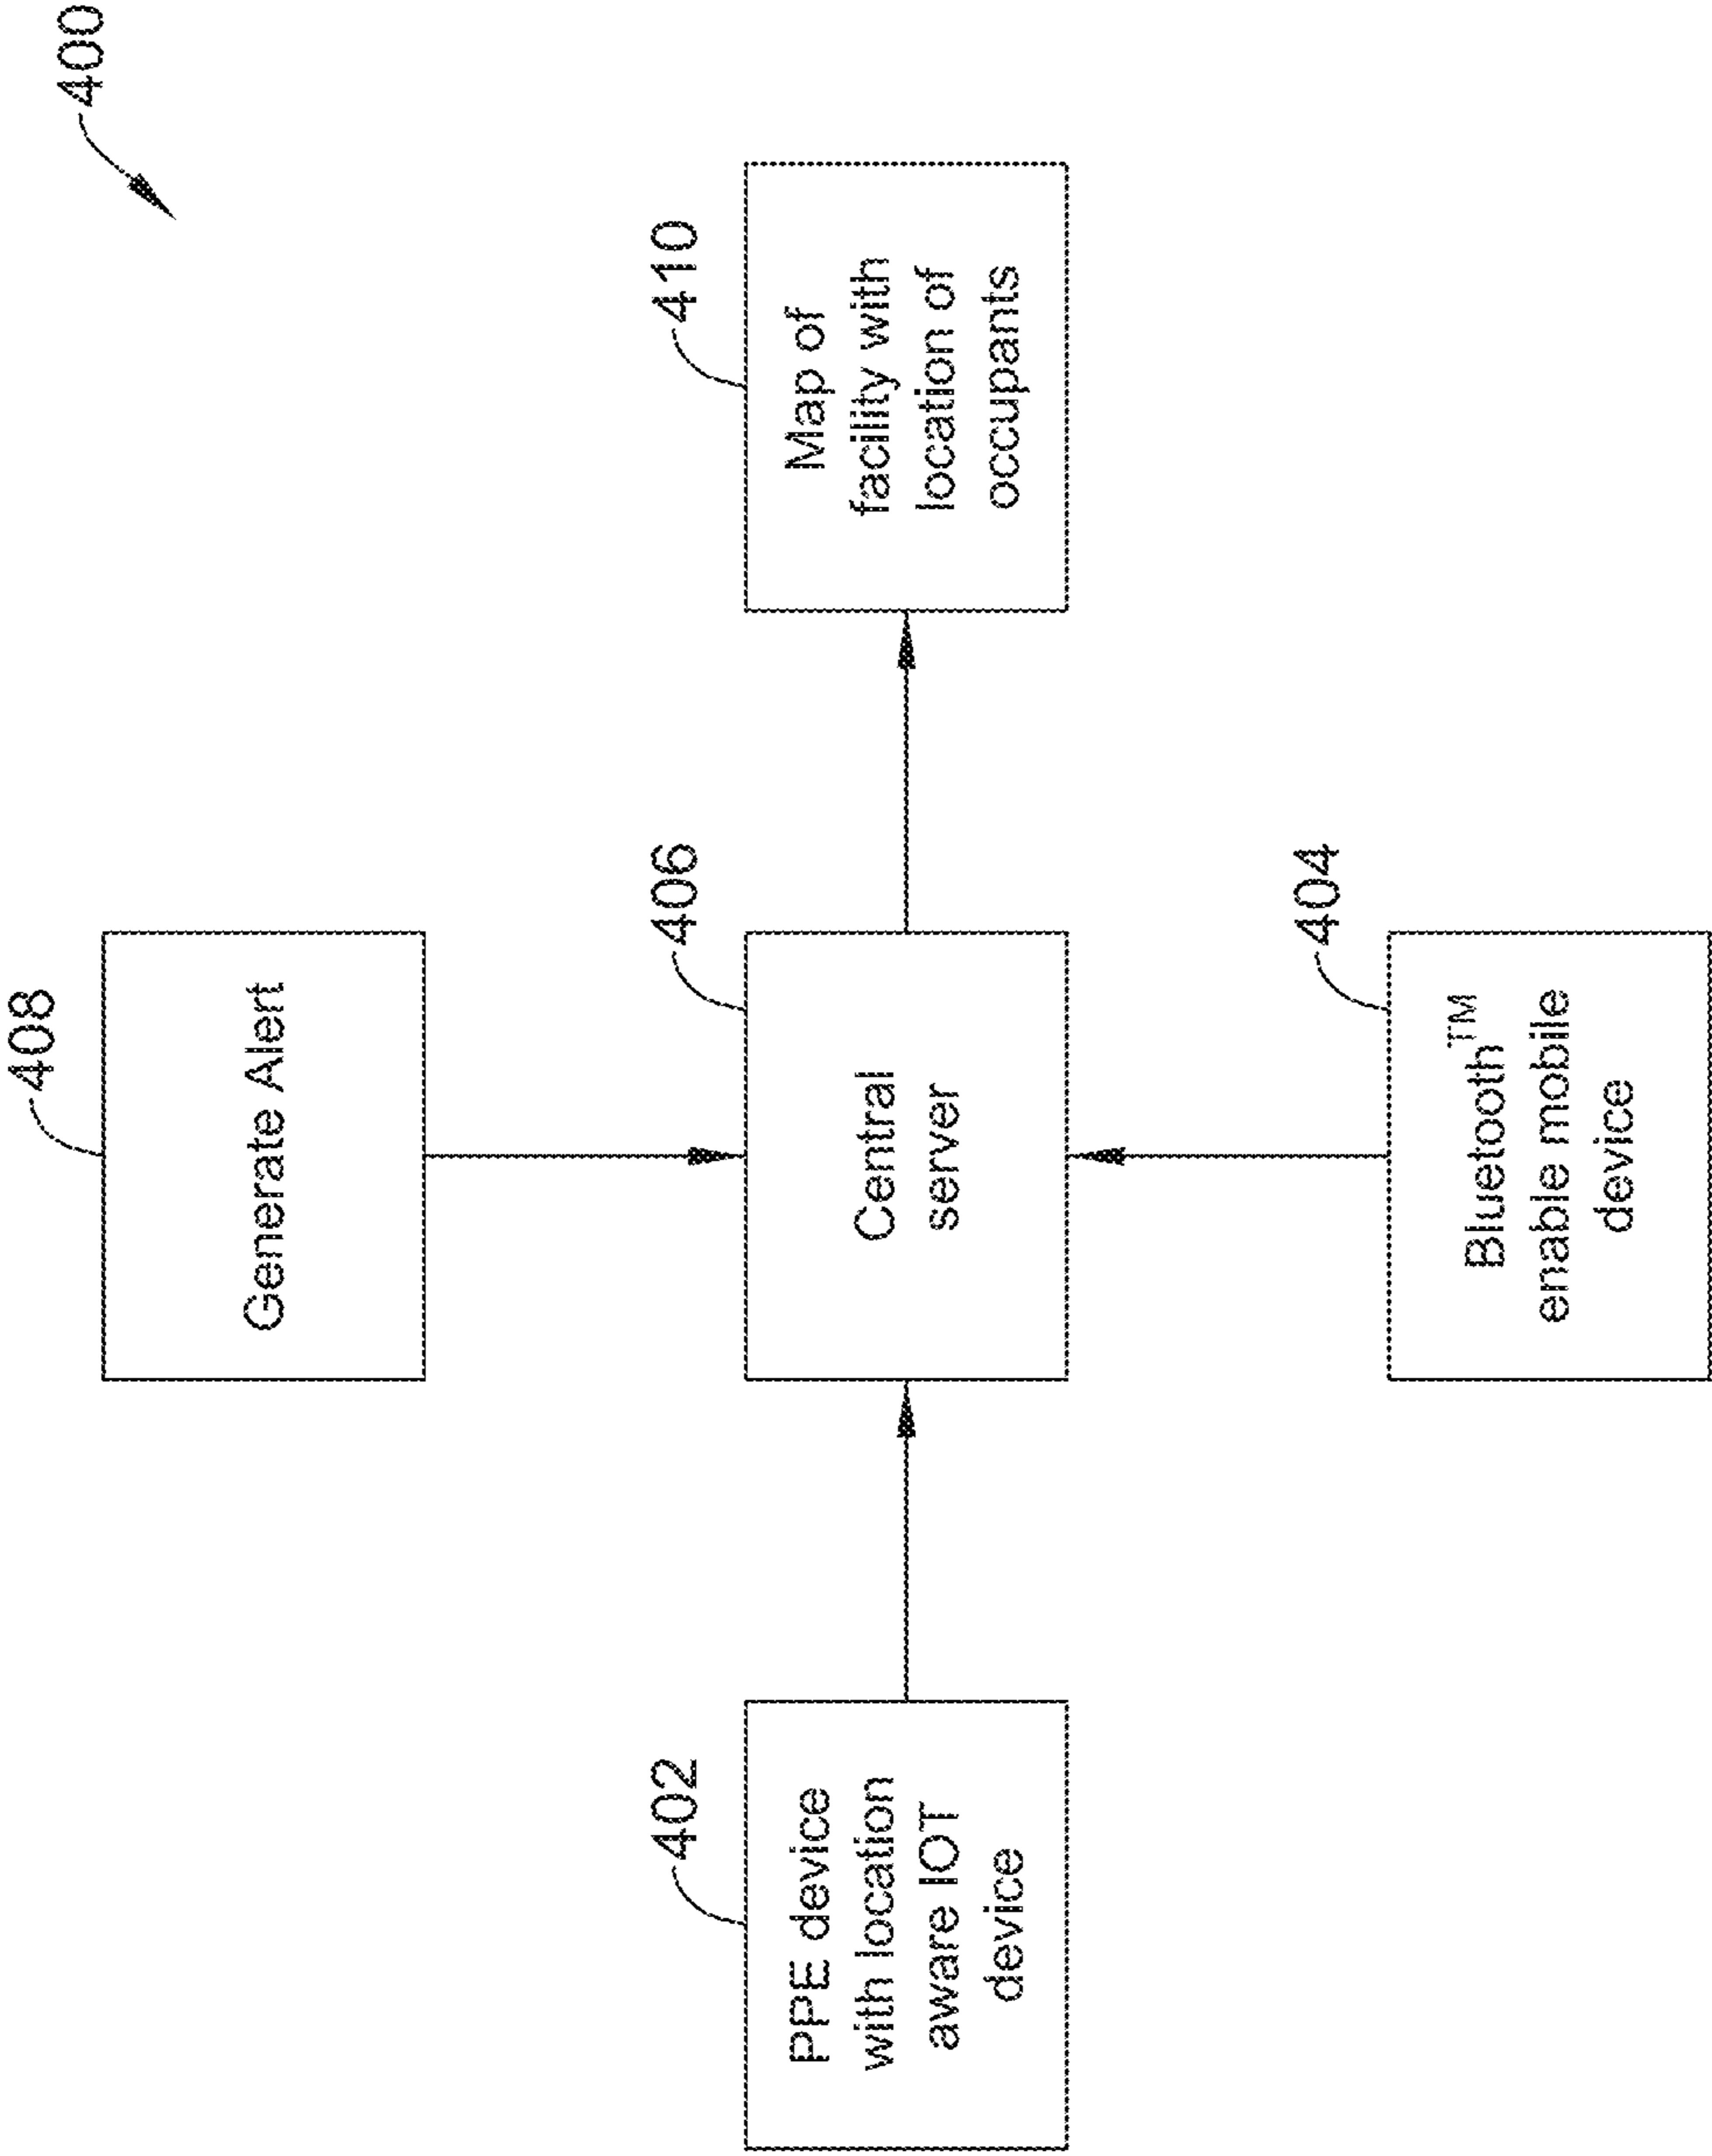 400
408
Generate Alert
402
PPE device
with location
aware IOT
device
406
Central
server
410
Map of
facility with
location of
occupants
404
Bluetooth™
enable mobile
device